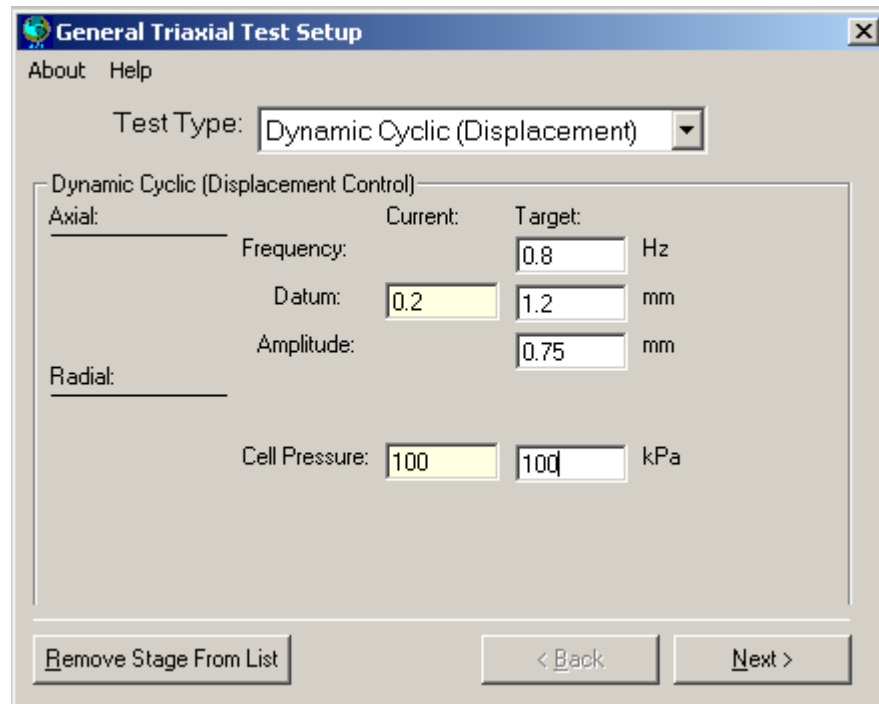 General Triaxial Test Setup
About Help
Test Type: Dynamic Cyclic (Displacement)
Dynamic Cyclic (Displacement Control)
Axial: Current: Target:
Frequency: 0.8 Hz
Datum: 0.2 1.2 mm
Amplitude: 0.75 mm
Radial:
Cell Pressure: 100 100 kPa
Remove Stage From List < Back Next >